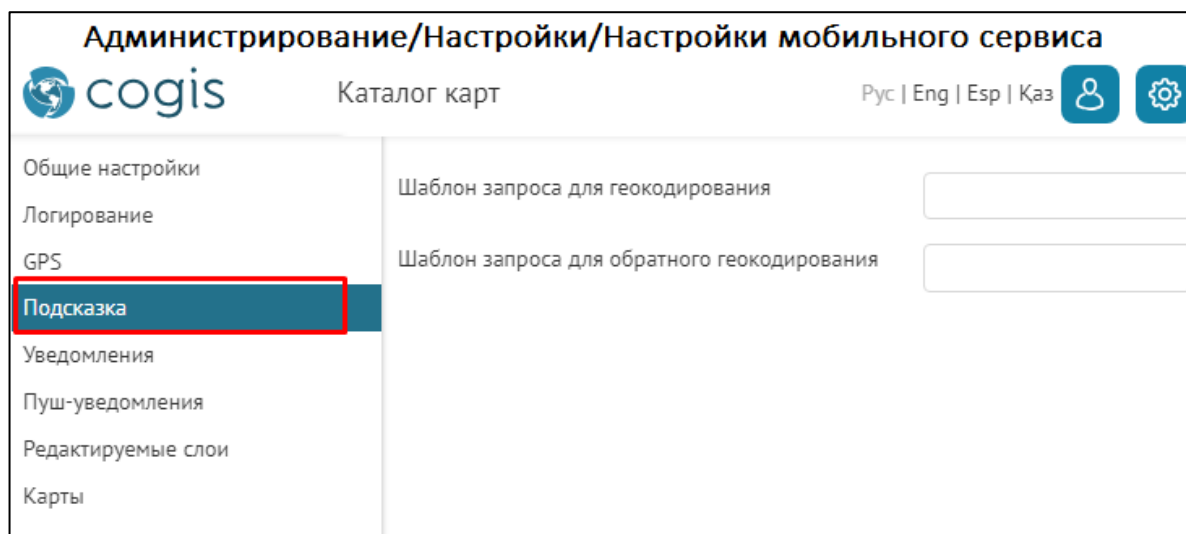 Администрирование/Настройки/Настройки мобильного сервиса
cogis
Каталог карт
Рус | Eng | Esp | Қаз
Общие настройки
Логирование
GPS
Подсказка
Уведомления
Пуш-уведомления
Редактируемые слои
Карты
Шаблон запроса для геокодирования
Шаблон запроса для обратного геокодирования